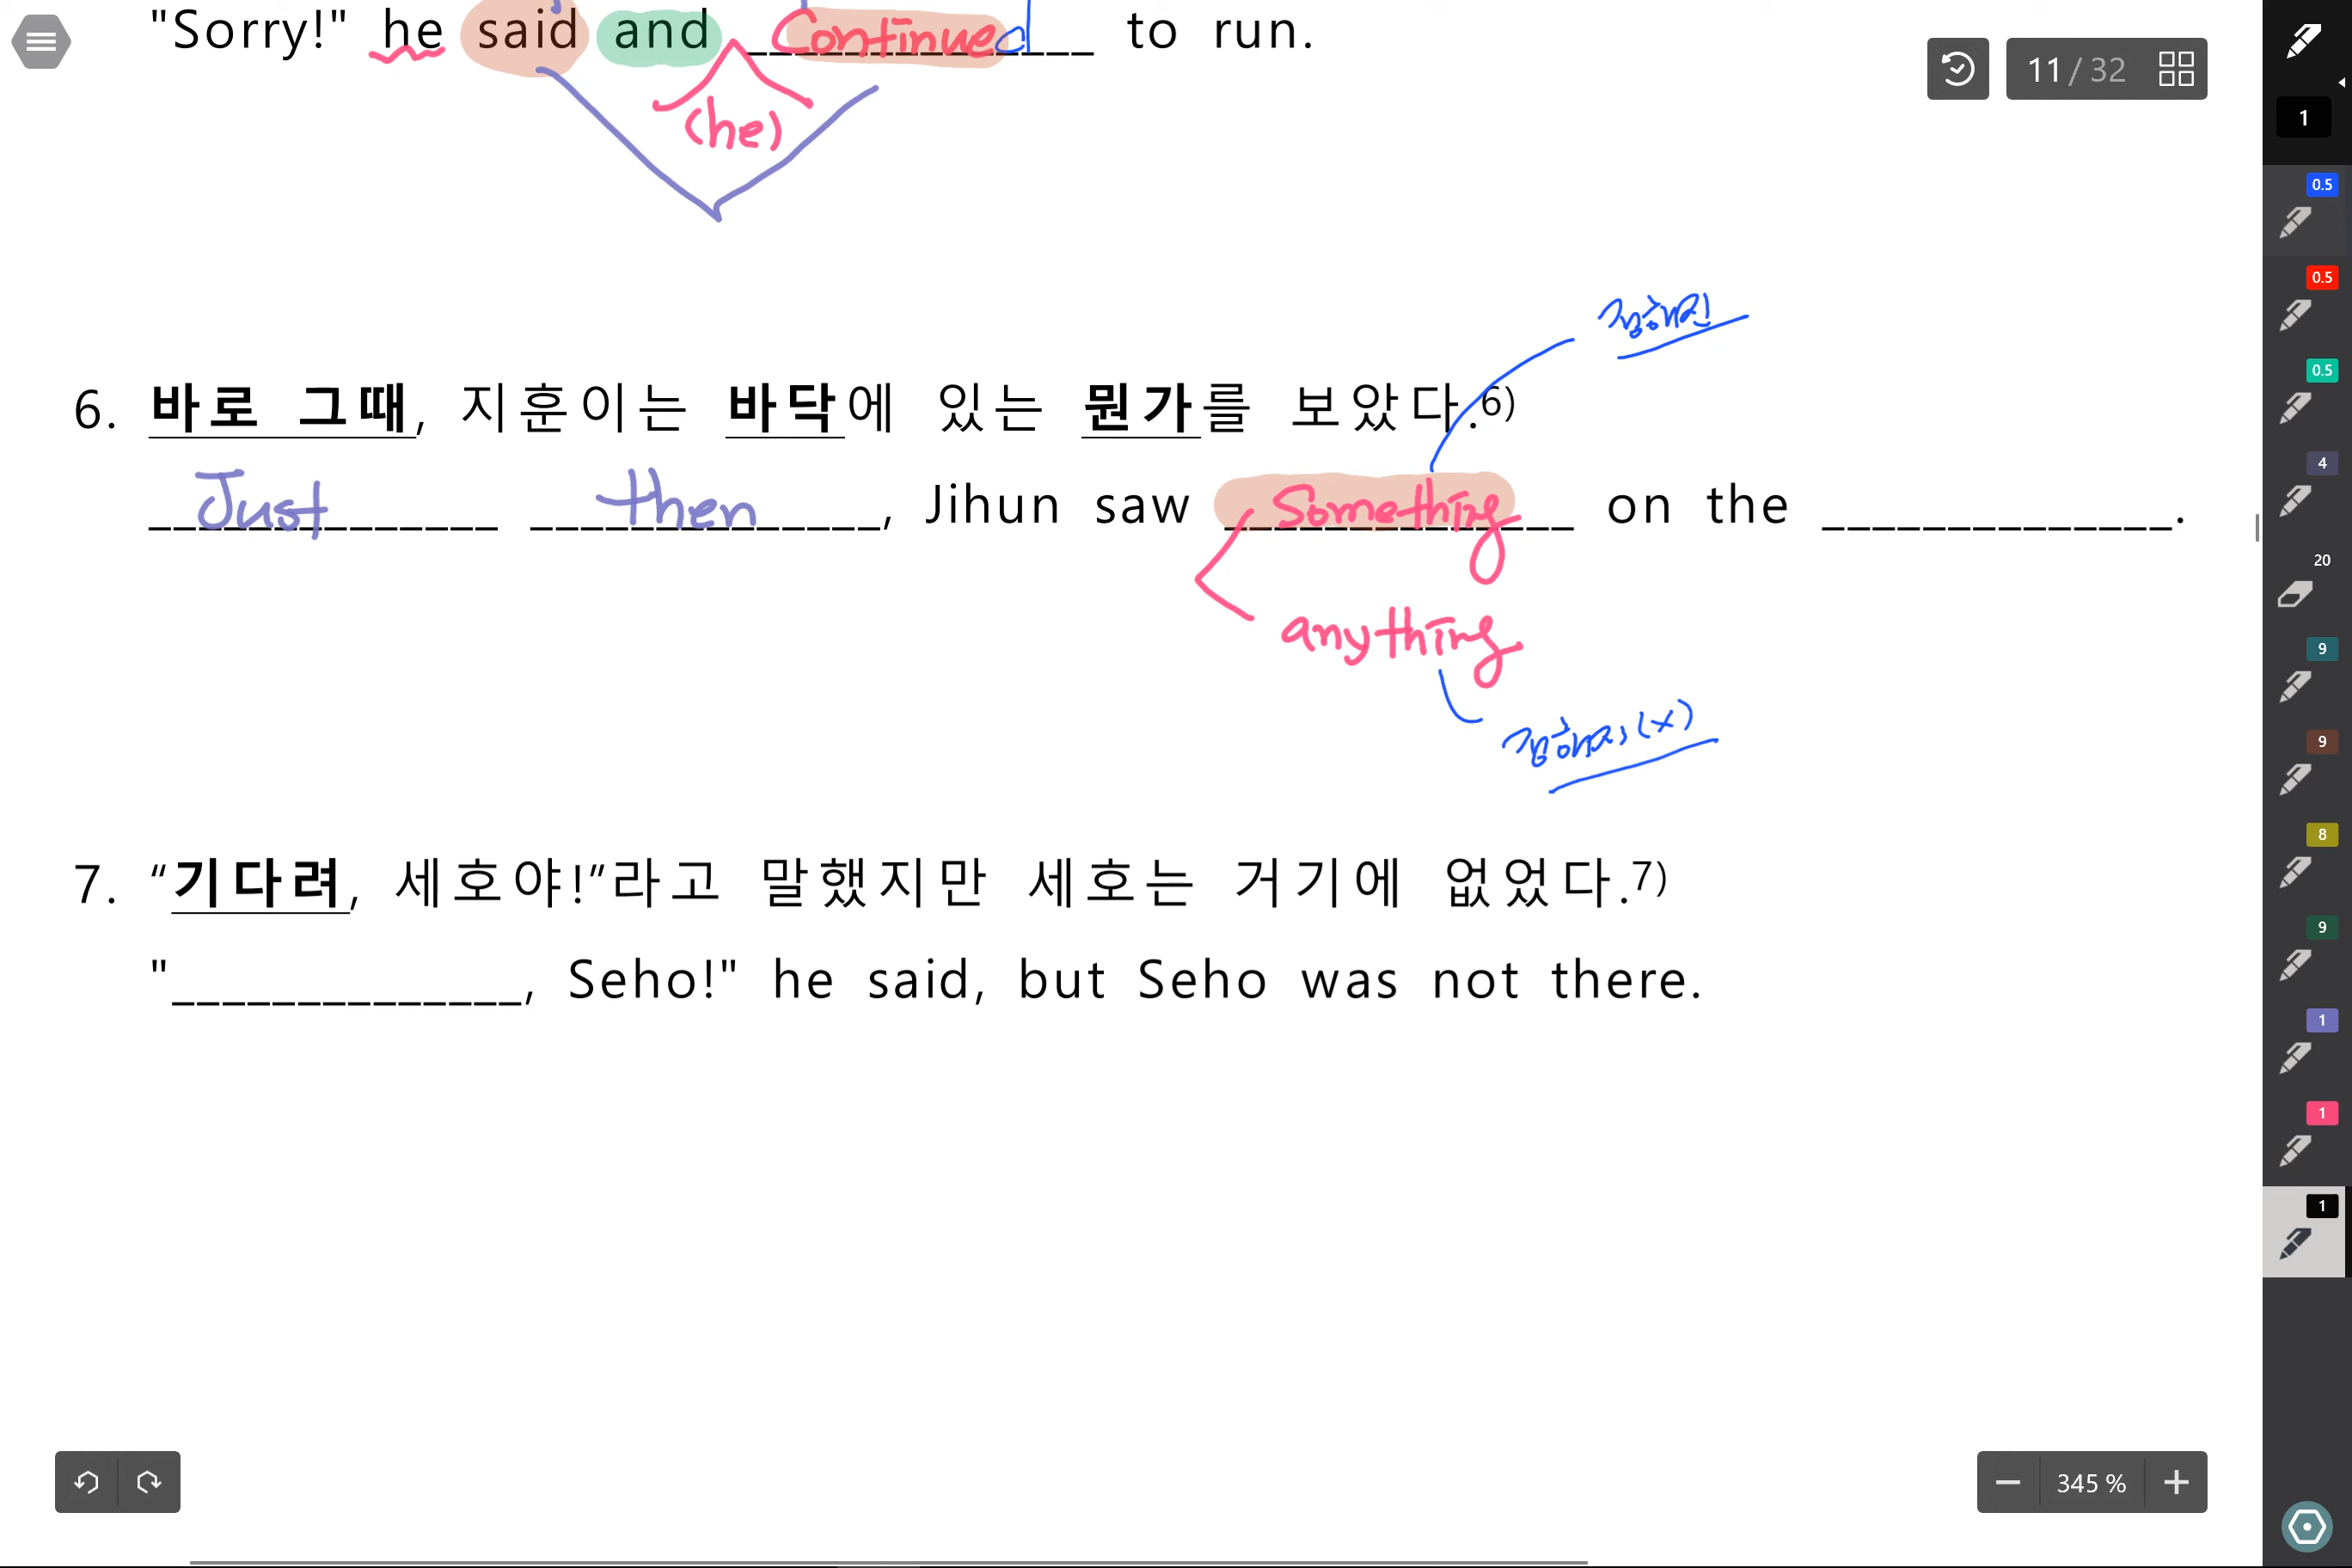 "Sorry!" he said and continued to run.
(he)
11 / 32
1
0.5
0.5
0.5
4
20
9
9
8
9
1
1
1
긍정문
6. 바로 그때, 지훈이는 바닥에 있는 뭔가를 보았다.6)
Just then, Jihun saw Something on the ______________.
anything
(x)
7. “기다려, 세호야!”라고 말했지만 세호는 거기에 없었다.7)
"______________, Seho!" he said, but Seho was not there.
345 %